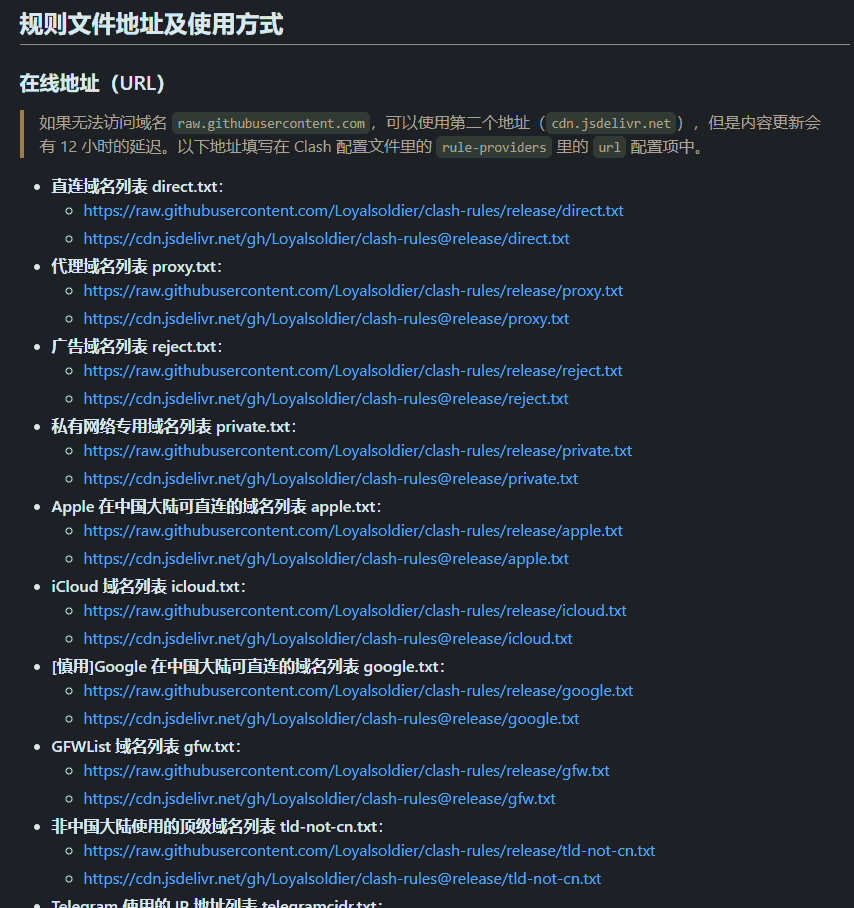 规则文件地址及使用方式
在线地址（URL）
如果无法访问域名 raw.githubusercontent.com，可以使用第二个地址（cdn.jsdelivr.net），但是内容更新会
有 12 小时的延迟。以下地址填写在 Clash 配置文件里的 rule-providers 里的 url 配置项中。
直连域名列表 direct.txt：
https://raw.githubusercontent.com/Loyalsoldier/clash-rules/release/direct.txt
https://cdn.jsdelivr.net/gh/Loyalsoldier/clash-rules@release/direct.txt
代理域名列表 proxy.txt：
https://raw.githubusercontent.com/Loyalsoldier/clash-rules/release/proxy.txt
https://cdn.jsdelivr.net/gh/Loyalsoldier/clash-rules@release/proxy.txt
广告域名列表 reject.txt：
https://raw.githubusercontent.com/Loyalsoldier/clash-rules/release/reject.txt
https://cdn.jsdelivr.net/gh/Loyalsoldier/clash-rules@release/reject.txt
私有网络专用域名列表 private.txt：
https://raw.githubusercontent.com/Loyalsoldier/clash-rules/release/private.txt
https://cdn.jsdelivr.net/gh/Loyalsoldier/clash-rules@release/private.txt
Apple 在中国大陆可直连的域名列表 apple.txt：
https://raw.githubusercontent.com/Loyalsoldier/clash-rules/release/apple.txt
https://cdn.jsdelivr.net/gh/Loyalsoldier/clash-rules@release/apple.txt
iCloud 域名列表 icloud.txt：
https://raw.githubusercontent.com/Loyalsoldier/clash-rules/release/icloud.txt
https://cdn.jsdelivr.net/gh/Loyalsoldier/clash-rules@release/icloud.txt
[慎用]Google 在中国大陆可直连的域名列表 google.txt：
https://raw.githubusercontent.com/Loyalsoldier/clash-rules/release/google.txt
https://cdn.jsdelivr.net/gh/Loyalsoldier/clash-rules@release/google.txt
GFWList 域名列表 gfw.txt：
https://raw.githubusercontent.com/Loyalsoldier/clash-rules/release/gfw.txt
https://cdn.jsdelivr.net/gh/Loyalsoldier/clash-rules@release/gfw.txt
非中国大陆使用的顶级域名列表 tld-not-cn.txt：
https://raw.githubusercontent.com/Loyalsoldier/clash-rules/release/tld-not-cn.txt
https://cdn.jsdelivr.net/gh/Loyalsoldier/clash-rules@release/tld-not-cn.txt
Telegram 使用的 IP 地址列表 telegramcidr.txt：